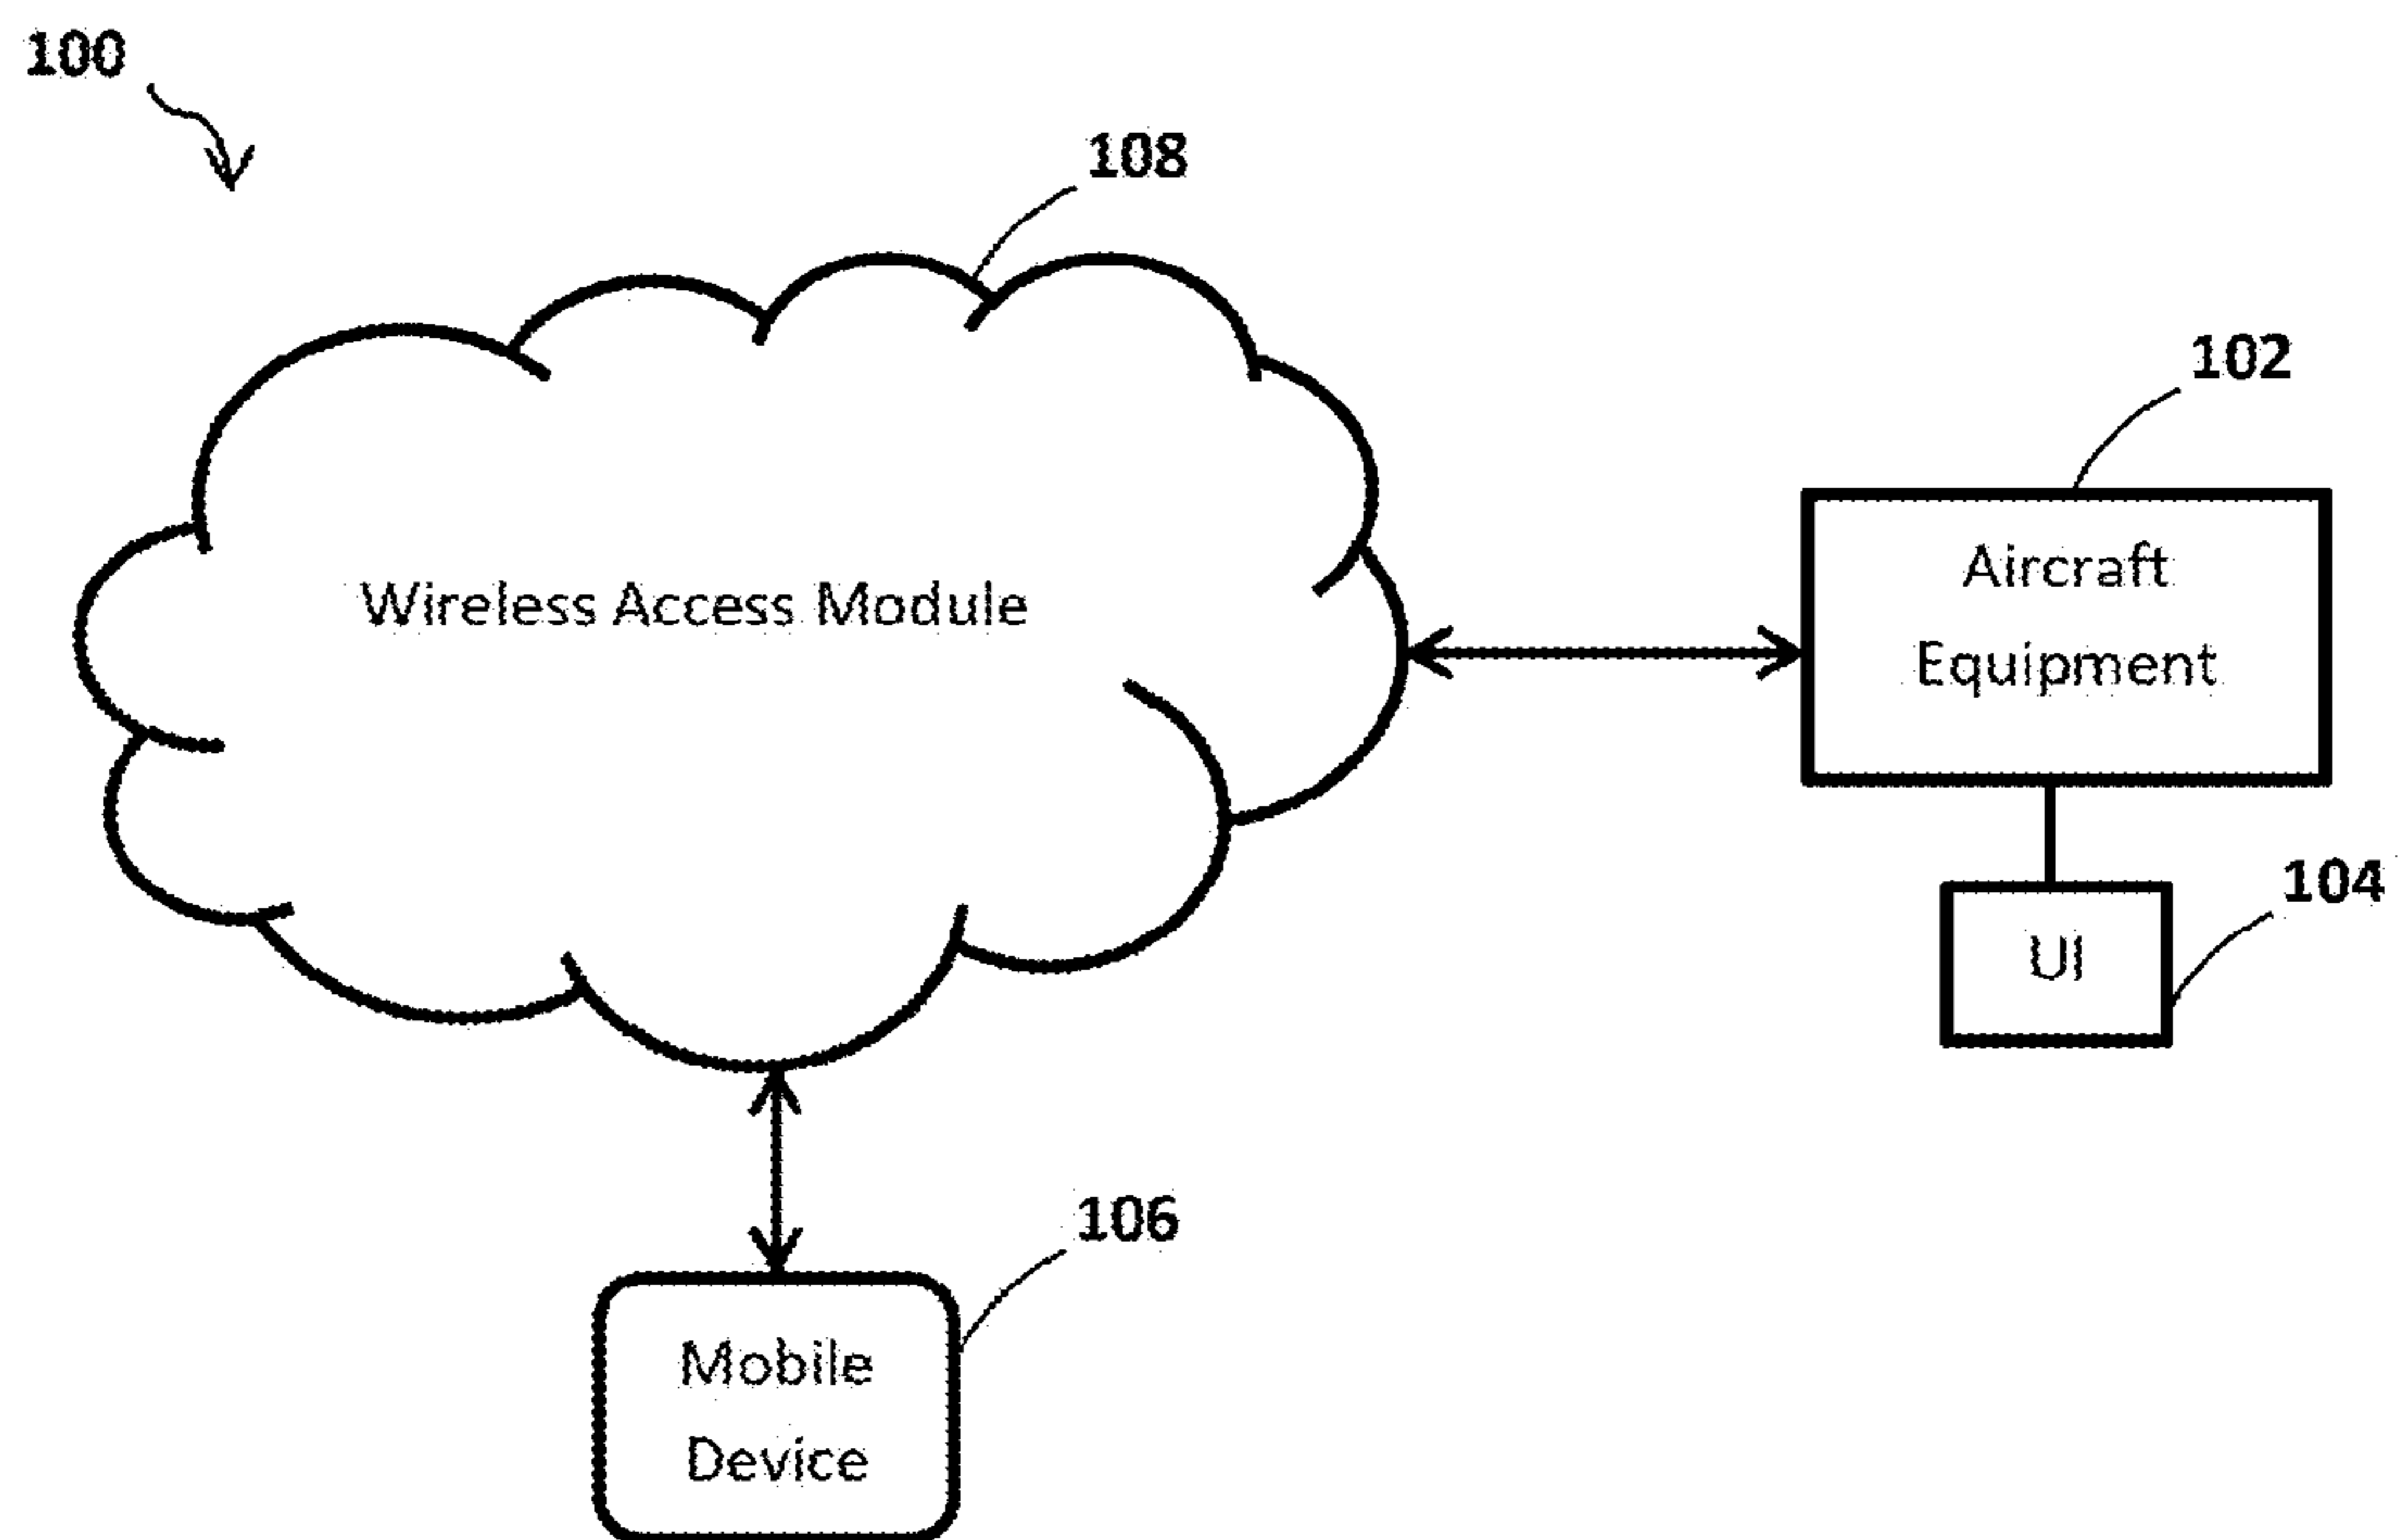 100
108
102
Wireless Access Module
Aircraft
Equipment
104
UI
106
Mobile
Device